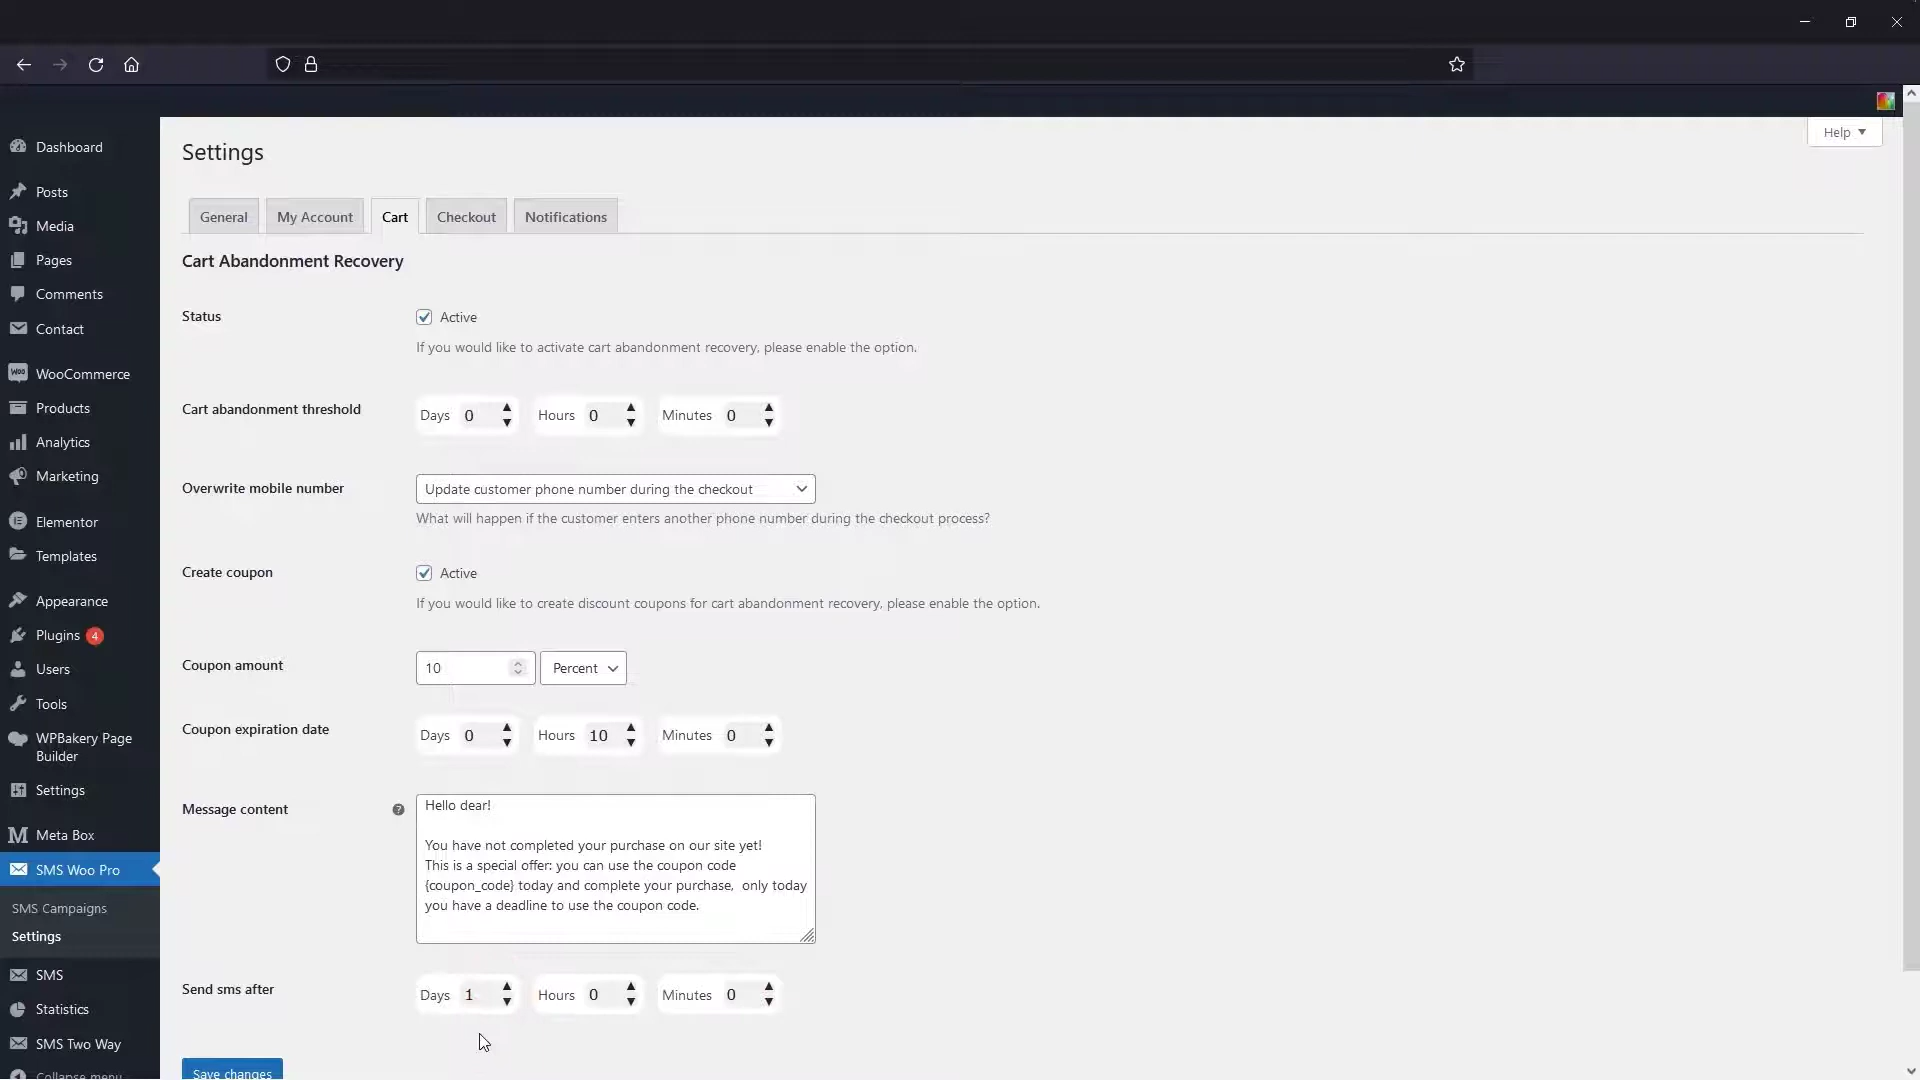 Help
Dashboard
Posts
Media
Pages
Comments
Contact
Woo WooCommerce
Products
Analytics
Marketing
Elementor
Templates
Appearance
Plugins 4
Users
Tools
WPBakery Page
Builder
Settings
Meta Box
SMS Woo Pro
SMS Campaigns
Settings
SMS
Statistics
SMS Two Way
Collapse menu
Settings
General My Account Cart Checkout Notifications
Cart Abandonment Recovery
Status Active
If you would like to activate cart abandonment recovery, please enable the option.
Cart abandonment threshold Days 0 Hours 0 Minutes 0
Overwrite mobile number Update customer phone number during the checkout
What will happen if the customer enters another phone number during the checkout process?
Create coupon Active
If you would like to create discount coupons for cart abandonment recovery, please enable the option.
Coupon amount 10 Percent
Coupon expiration date Days 0 Hours 10 Minutes 0
Message content ? Hello dear!
You have not completed your purchase on our site yet!
This is a special offer: you can use the coupon code
{coupon_code} today and complete your purchase, only today
you have a deadline to use the coupon code.
Send sms after Days 1 Hours 0 Minutes 0
Save changes